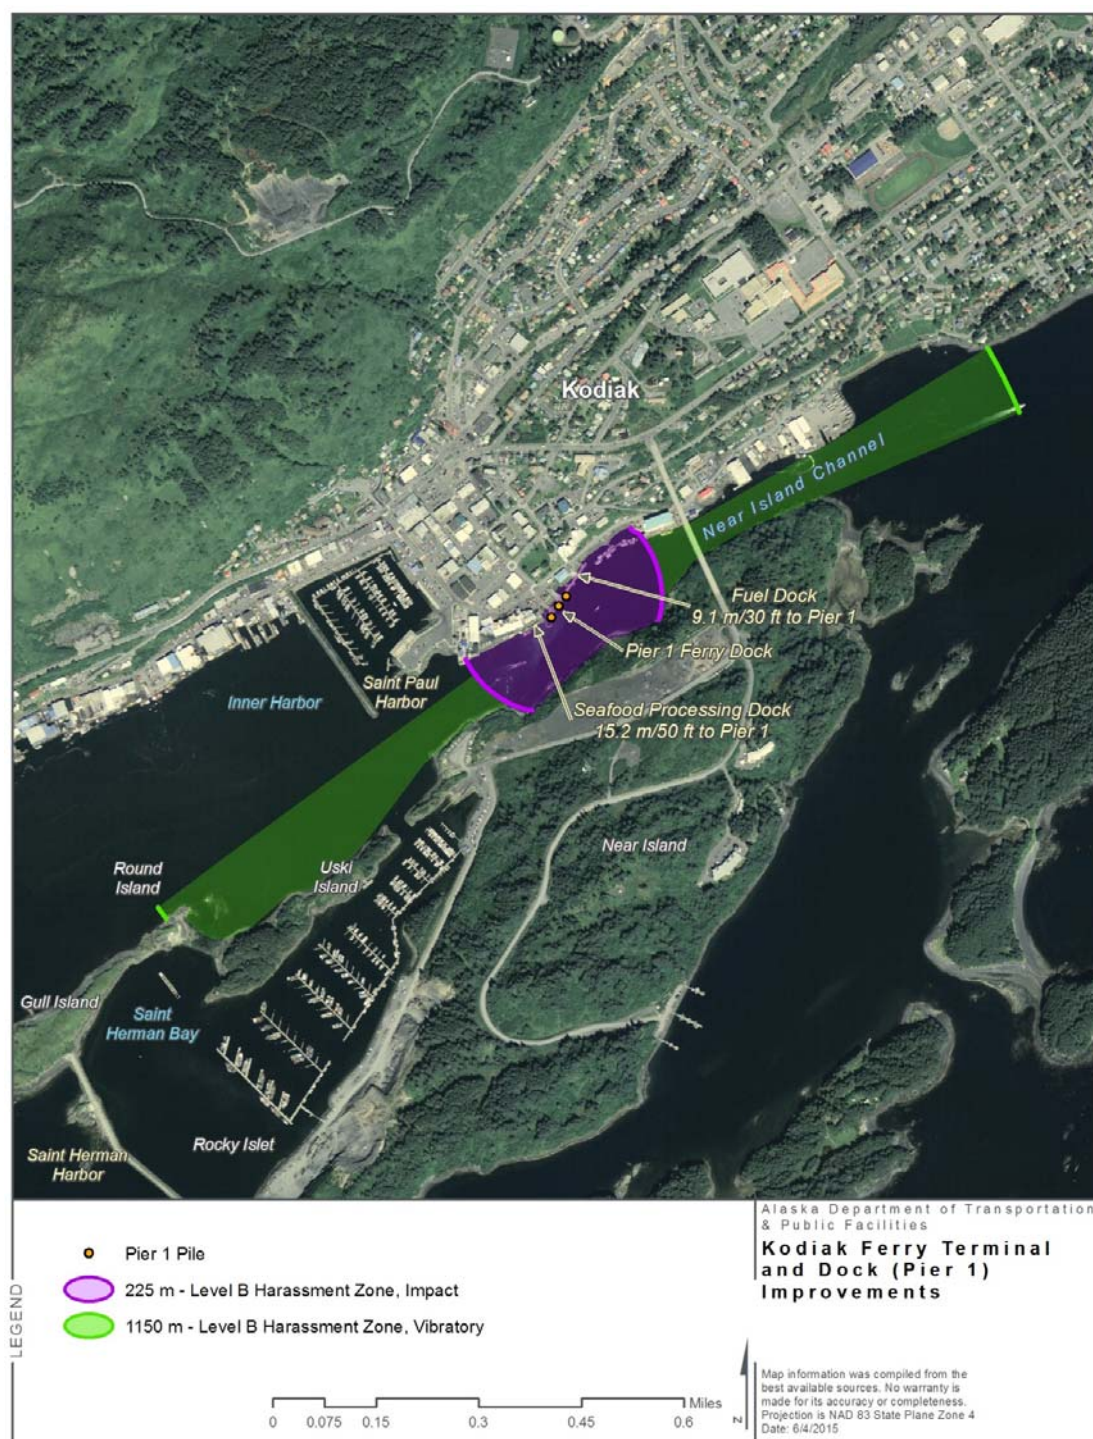 Kodiak
Near Island Channel
Fuel Dock
9.1 m/30 ft to Pier 1
Pier 1 Ferry Dock
Saint Paul
Harbor
Inner Harbor
Seafood Processing Dock
15.2 m/50 ft to Pier 1
Round
Island
Uski
Island
Near Island
Gull Island
Saint
Herman Bay
Rocky Islet
Saint Herman
Harbor
LEGEND
Pier 1 Pile
225 m - Level B Harassment Zone, Impact
1150 m - Level B Harassment Zone, Vibratory
Miles
0 0.075 0.15 0.3 0.45 0.6
N
Alaska Department of Transportation
& Public Facilities
Kodiak Ferry Terminal
and Dock (Pier 1)
Improvements
Map information was compiled from the
best available sources. No warranty is
made for its accuracy or completeness.
Projection is NAD 83 State Plane Zone 4
Date: 6/4/2015